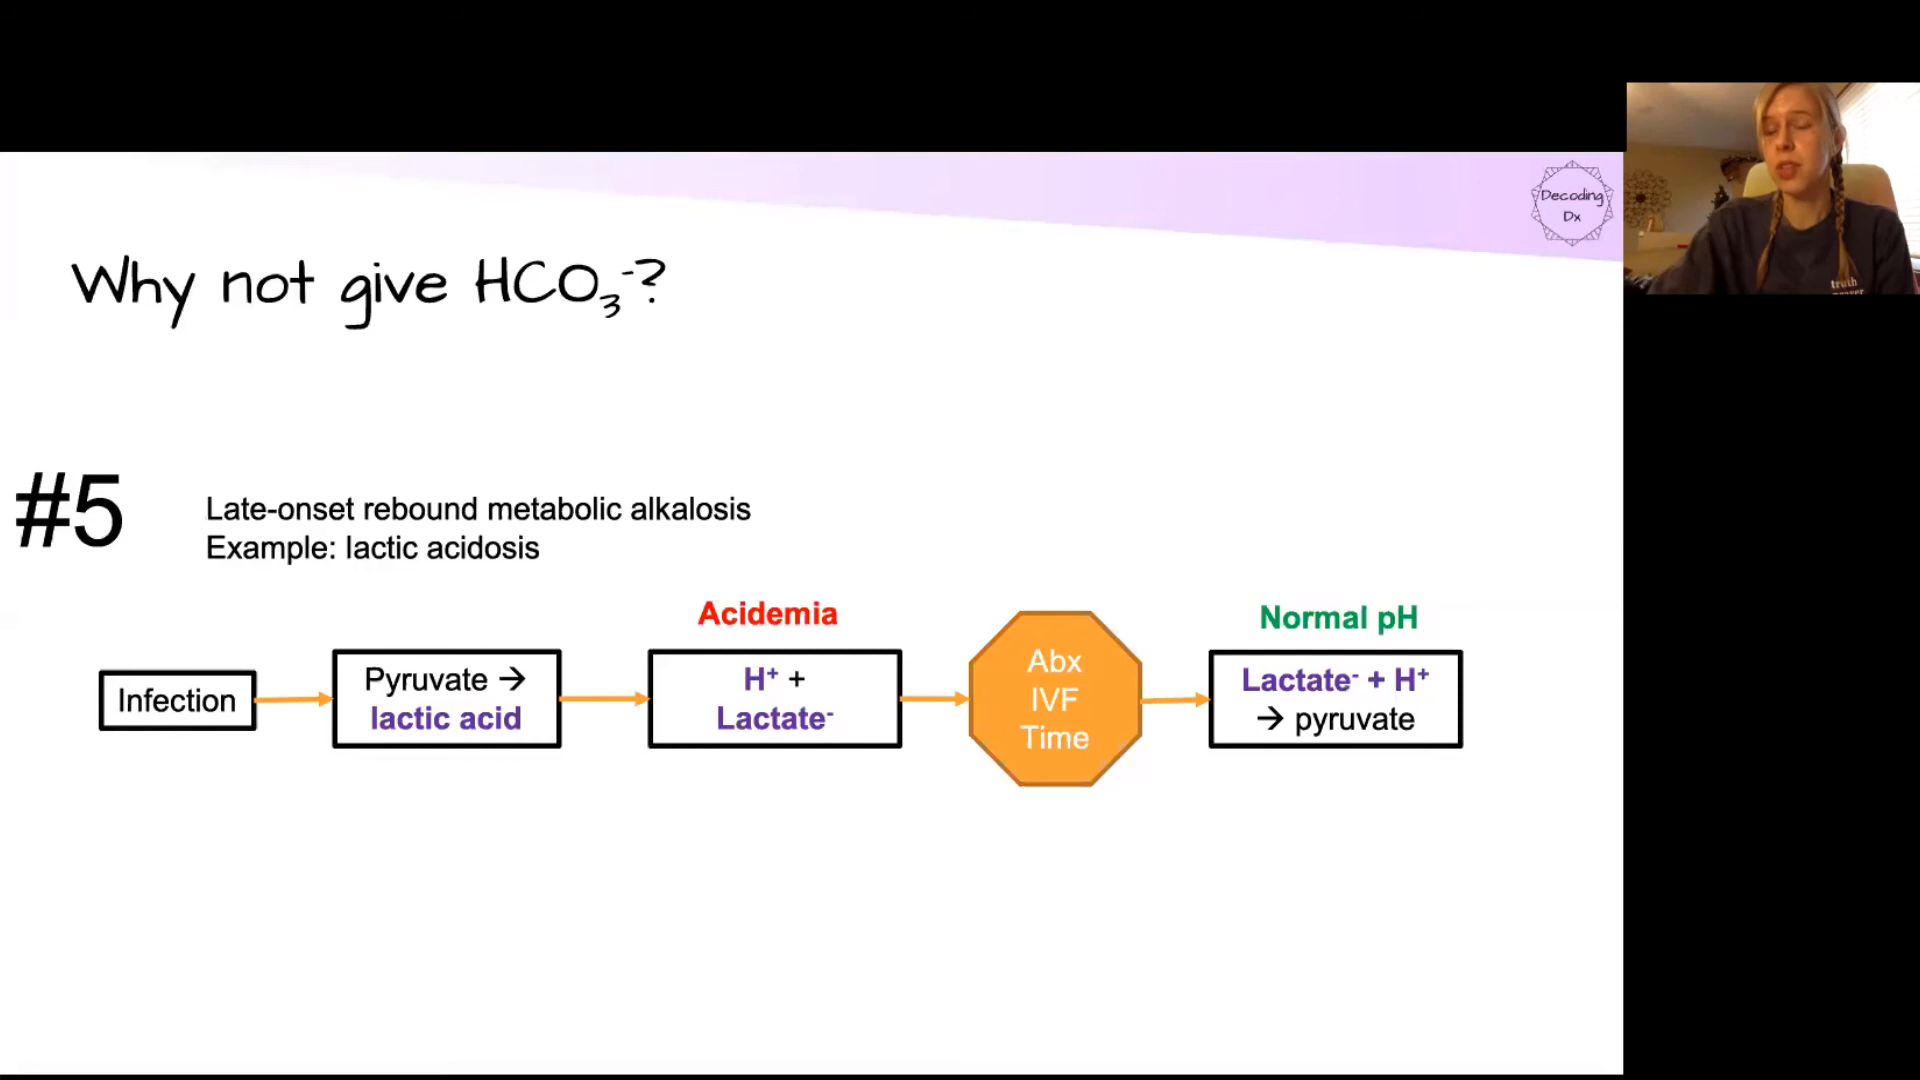 Decoding
Dx
Why not give HCO₃⁻?
#5
Late-onset rebound metabolic alkalosis
Example: lactic acidosis
Acidemia
Normal pH
Infection
Pyruvate →
lactic acid
H⁺ +
Lactate⁻
Abx
IVF
Time
Lactate⁻ + H⁺
→ pyruvate
truth